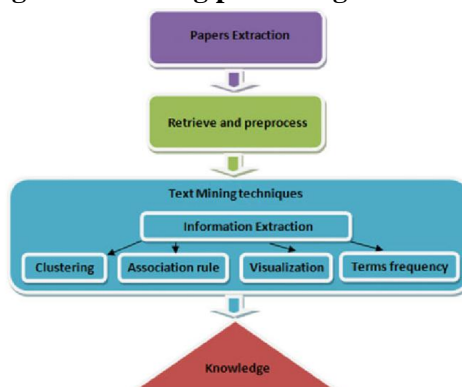 Papers Extraction
Retrieve and preprocess
Text Mining techniques
Information Extraction
Clustering
Association rule
Visualization
Terms frequency
Knowledge